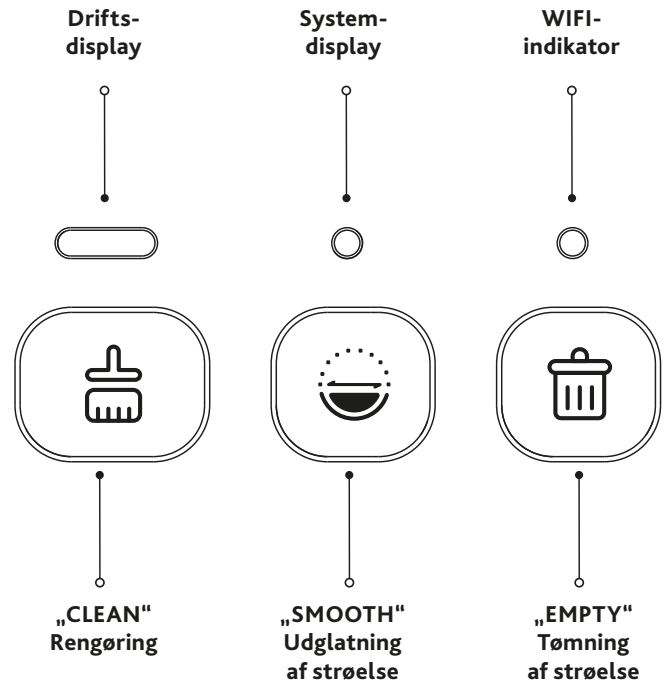 Drifts-
display
System-
display
WIFI-
indikator
„CLEAN“
Rengøring
„SMOOTH“
Udglatning
af strøelse
„EMPTY“
Tømning
af strøelse